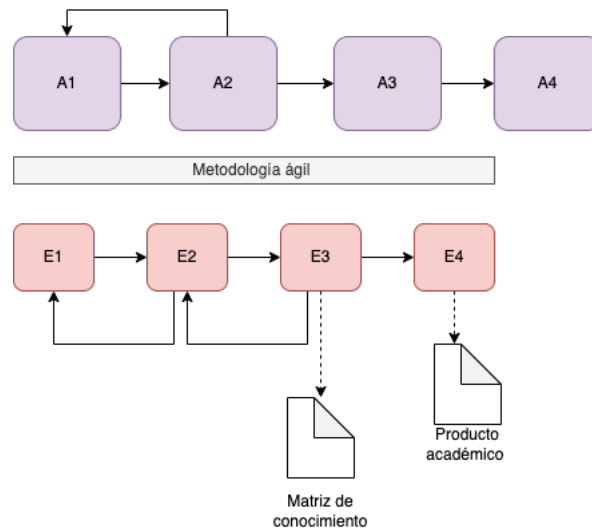 A1
A2
A3
A4
Metodología ágil
E1
E2
E3
E4
Producto
académico
Matriz de
conocimiento